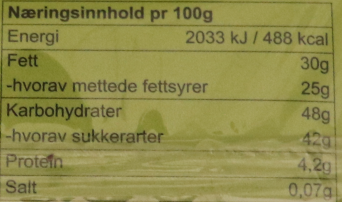 Næringsinnhold pr 100g
Energi 2033 kJ / 488 kcal
Fett 30g
-hvorav mettede fettsyrer 25g
Karbohydrater 48g
-hvorav sukkerarter 42g
Protein 4,2g
Salt 0,07g